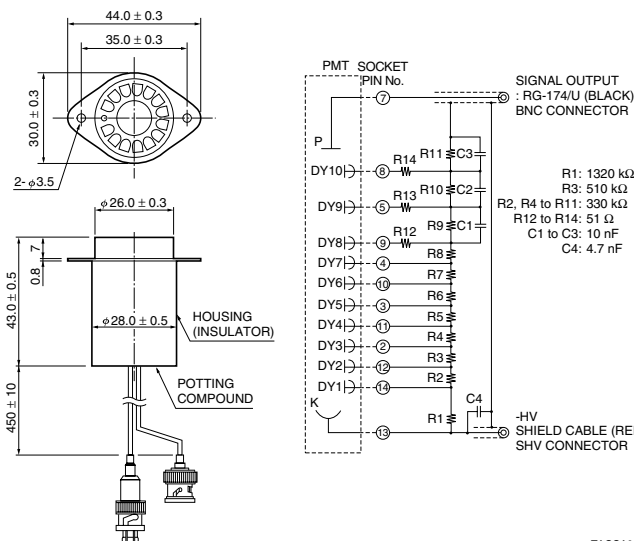 44.0 ± 0.3
35.0 ± 0.3
30.0 ± 0.3
2- φ3.5
φ26.0 ± 0.3
7
0.8
43.0 ± 0.5
φ28.0 ± 0.5
HOUSING
(INSULATOR)
POTTING
COMPOUND
450 ± 10
PMT
SOCKET
PIN No.
SIGNAL OUTPUT
: RG-174/U (BLACK)
BNC CONNECTOR
7
P
R11
C3
R14
DY10
8
R10
C2
R13
DY9
5
R9
C1
R12
DY8
9
R8
DY7
4
R7
DY6
10
R6
DY5
3
R5
DY4
11
R4
DY3
2
R3
DY2
12
R2
DY1
14
K
R1
C4
13
-HV
SHIELD CABLE (RE
SHV CONNECTOR
R1: 1320 kΩ
R3: 510 kΩ
R2, R4 to R11: 330 kΩ
R12 to R14: 51 Ω
C1 to C3: 10 nF
C4: 4.7 nF